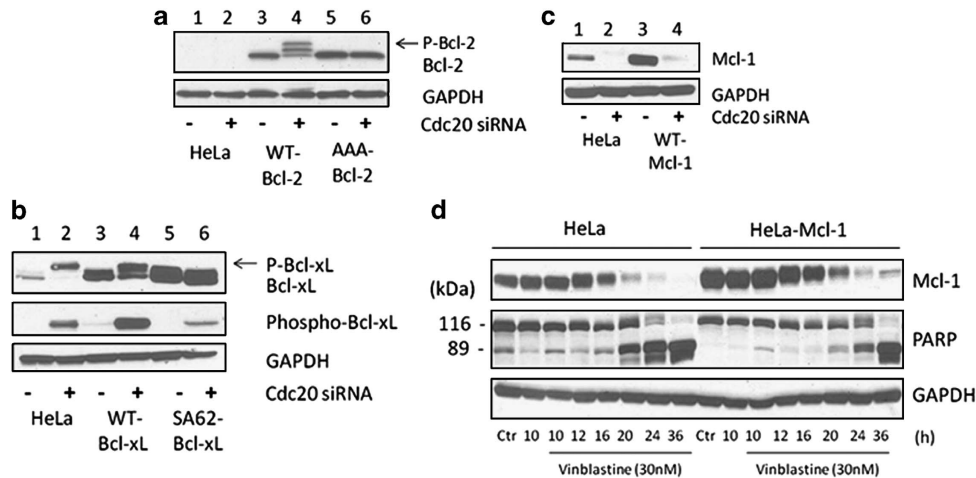 a
1 2 3 4 5 6
P-Bcl-2
Bcl-2
GAPDH
- + - + - + Cdc20 siRNA
HeLa WT- AAA-
Bcl-2 Bcl-2
b
1 2 3 4 5 6
P-Bcl-xL
Bcl-xL
Phospho-Bcl-xL
GAPDH
- + - + - + Cdc20 siRNA
HeLa WT- SA62-
Bcl-xL Bcl-xL
c
1 2 3 4
Mcl-1
GAPDH
- + - + Cdc20 siRNA
HeLa WT-
Mcl-1
d
HeLa HeLa-Mcl-1
(kDa) Mcl-1
116 -
89 - PARP
GAPDH
Ctr 10 10 12 16 20 24 36 Ctr 10 10 12 16 20 24 36 (h)
Vinblastine (30nM) Vinblastine (30nM)